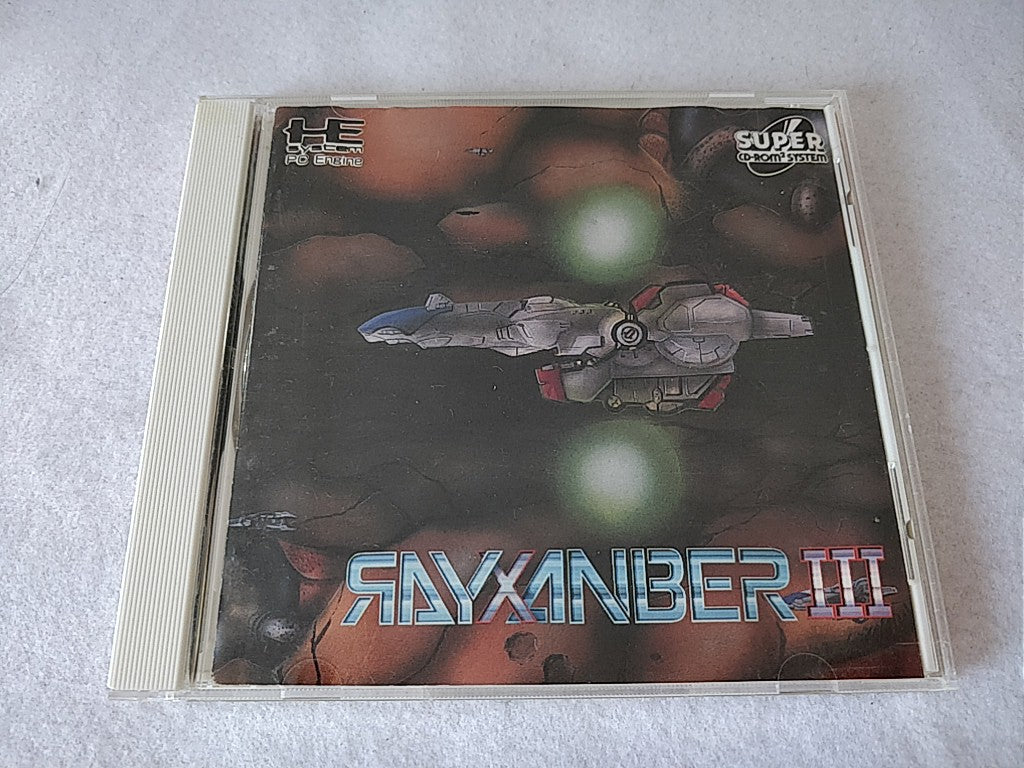 HE
System
PC Engine
SUPER
CD-ROM² SYSTEM
RAYXANBER III